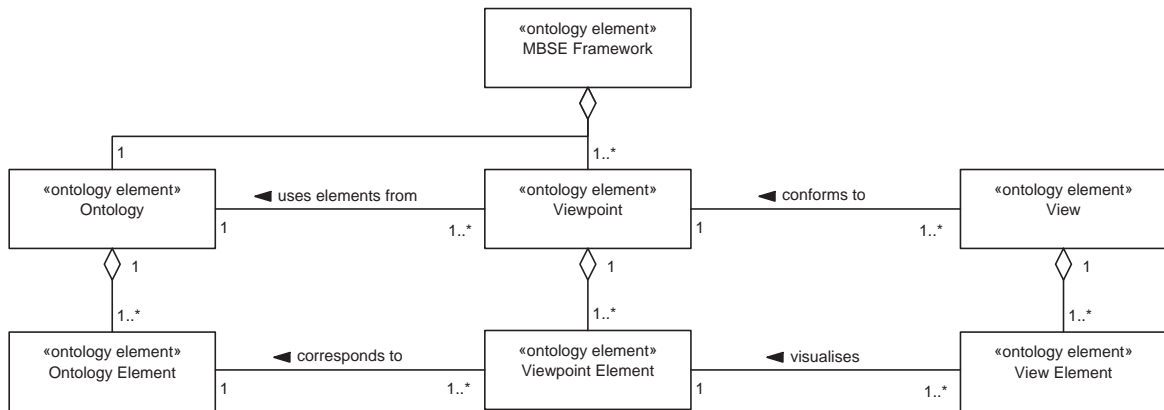 «ontology element»
MBSE Framework
1
1..*
«ontology element»
Ontology
uses elements from
1
1..*
«ontology element»
Viewpoint
conforms to
1
1..*
«ontology element»
View
1
1
1
1..*
1..*
1..*
«ontology element»
Ontology Element
corresponds to
1
1..*
«ontology element»
Viewpoint Element
visualises
1
1..*
«ontology element»
View Element